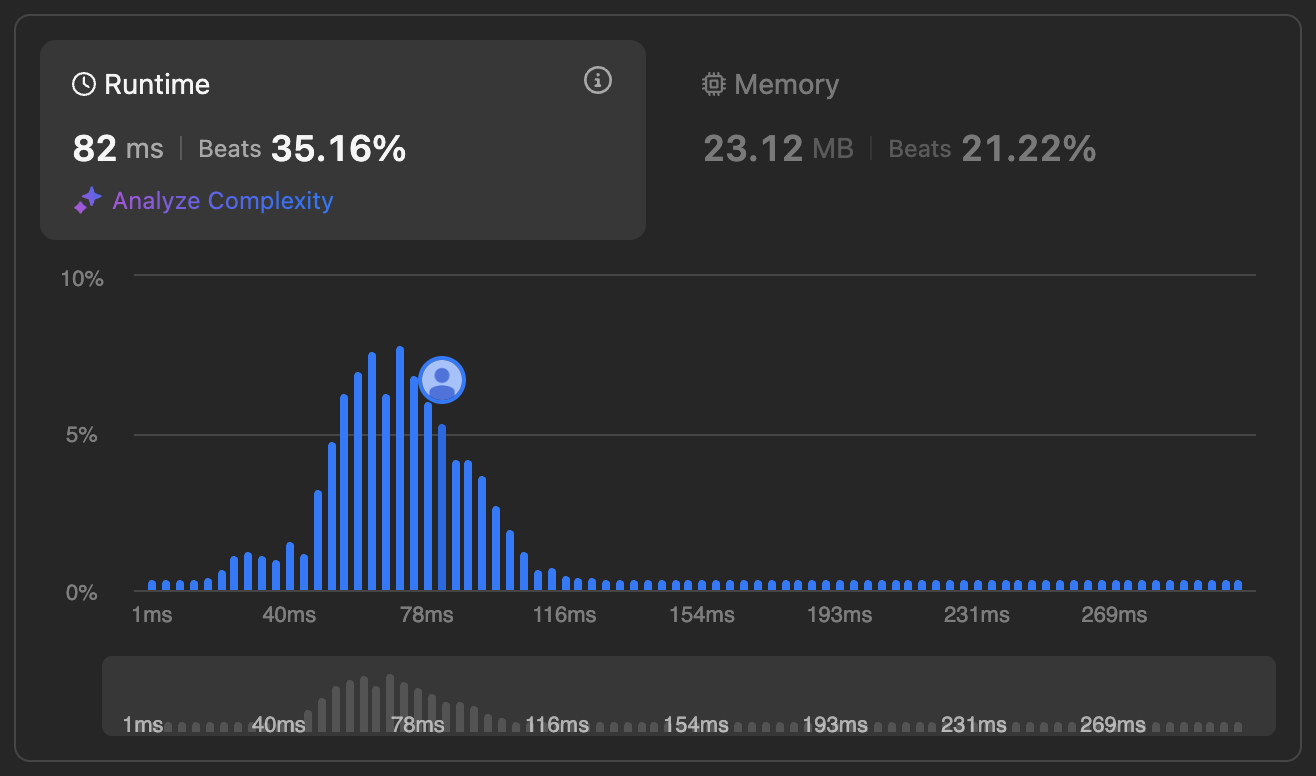 Runtime
82 ms | Beats 35.16%
Analyze Complexity
Memory
23.12 MB | Beats 21.22%
10%
5%
0%
1ms 40ms 78ms 116ms 154ms 193ms 231ms 269ms
1ms 40ms 78ms 116ms 154ms 193ms 231ms 269ms